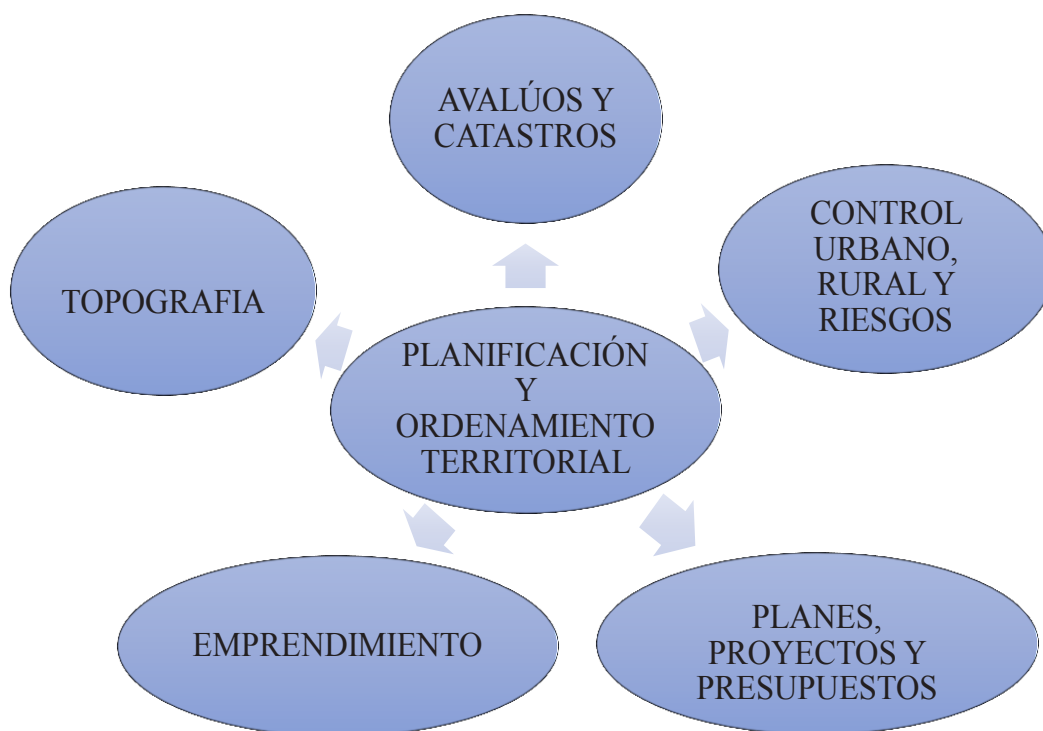 AVALÚOS Y
CATASTROS
CONTROL
URBANO,
RURAL Y
RIESGOS
TOPOGRAFIA
PLANIFICACIÓN
Y
ORDENAMIENTO
TERRITORIAL
EMPRENDIMIENTO
PLANES,
PROYECTOS Y
PRESUPUESTOS